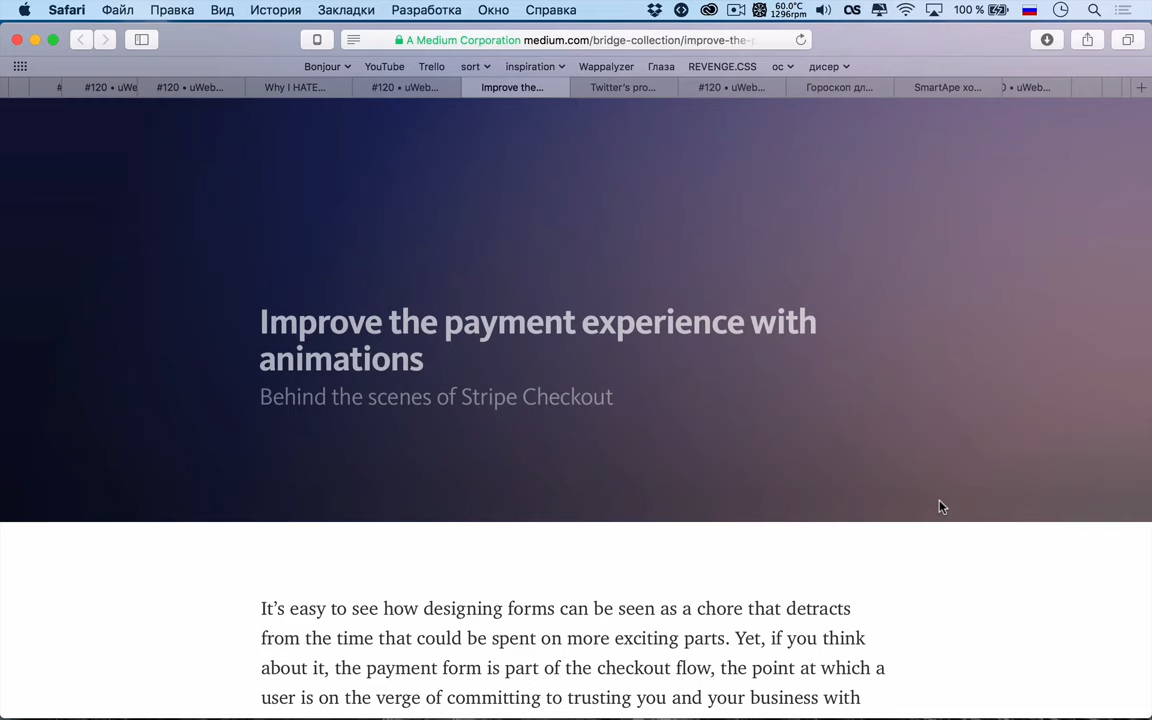 Safari Файл Правка Вид История Закладки Разработка Окно Справка 60.0°C 1296rpm 100 %
A Medium Corporation medium.com/bridge-collection/improve-the-p
Bonjour YouTube Trello sort inspiration Wappalyzer Глаза REVENGE.CSS ос дисер
# #120 • uWe #120 • uWeb... Why I HATE... #120 • uWeb... Improve the... Twitter's pro... #120 • uWeb... Гороскоп дл... SmartApe хо... • uWeb...
Improve the payment experience with
animations
Behind the scenes of Stripe Checkout
It's easy to see how designing forms can be seen as a chore that detracts
from the time that could be spent on more exciting parts. Yet, if you think
about it, the payment form is part of the checkout flow, the point at which a
user is on the verge of committing to trusting you and your business with